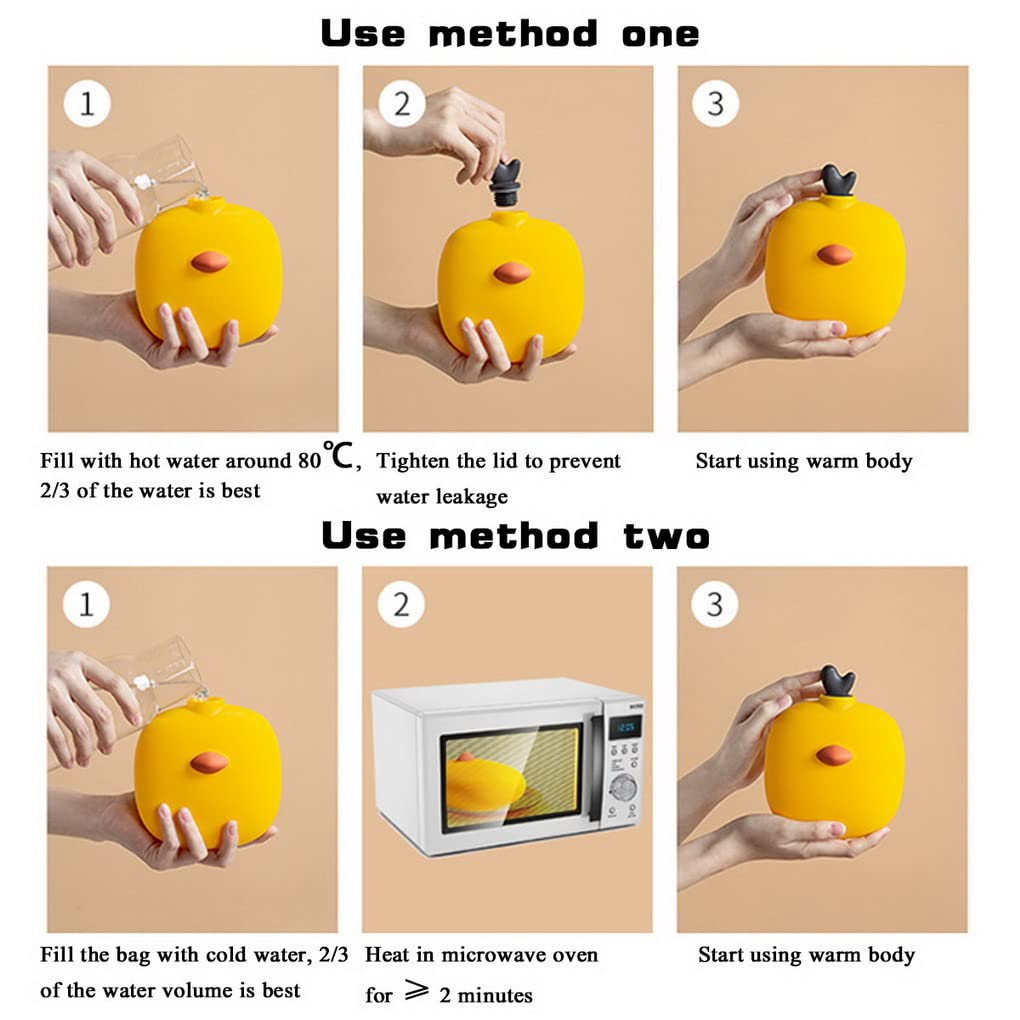 Use method one
1
2
3
Fill with hot water around 80℃,
2/3 of the water is best
Tighten the lid to prevent
water leakage
Start using warm body
Use method two
1
2
3
Fill the bag with cold water, 2/3
of the water volume is best
Heat in microwave oven
for ⩾ 2 minutes
Start using warm body